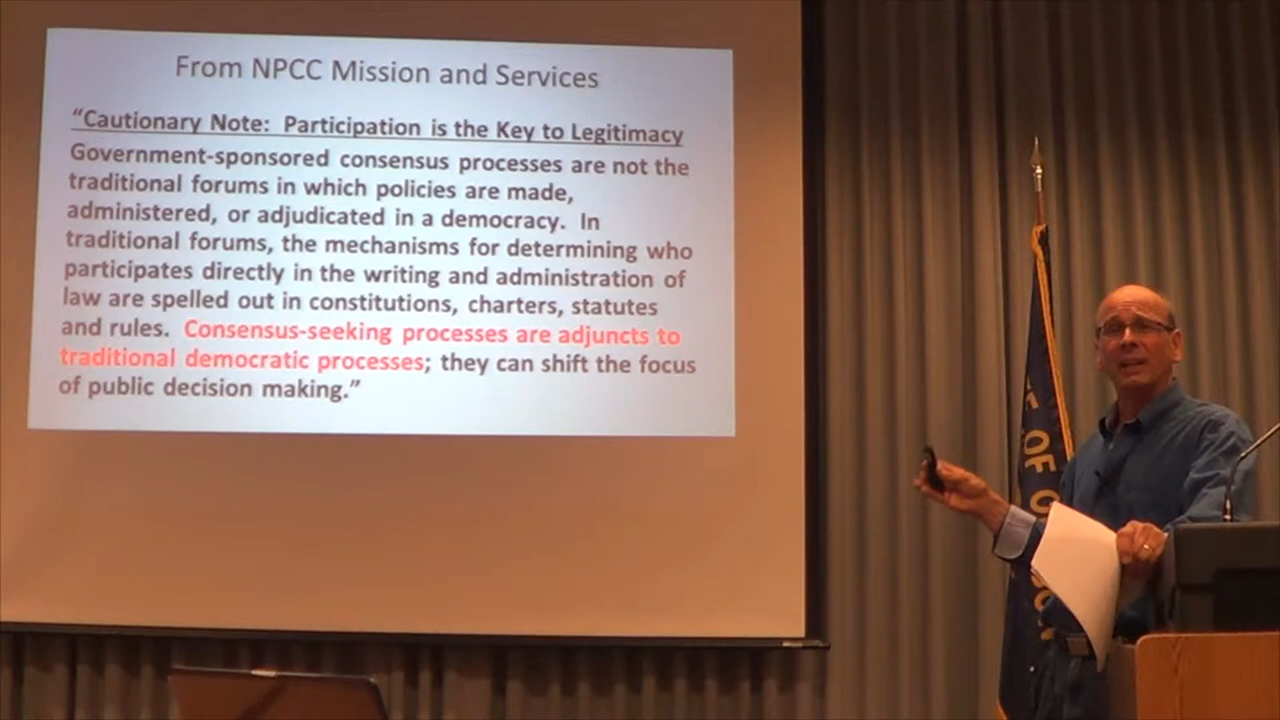 From NPCC Mission and Services
“Cautionary Note: Participation is the Key to Legitimacy
Government-sponsored consensus processes are not the
traditional forums in which policies are made,
administered, or adjudicated in a democracy. In
traditional forums, the mechanisms for determining who
participates directly in the writing and administration of
law are spelled out in constitutions, charters, statutes
and rules. Consensus-seeking processes are adjuncts to
traditional democratic processes; they can shift the focus
of public decision making.”
OF O